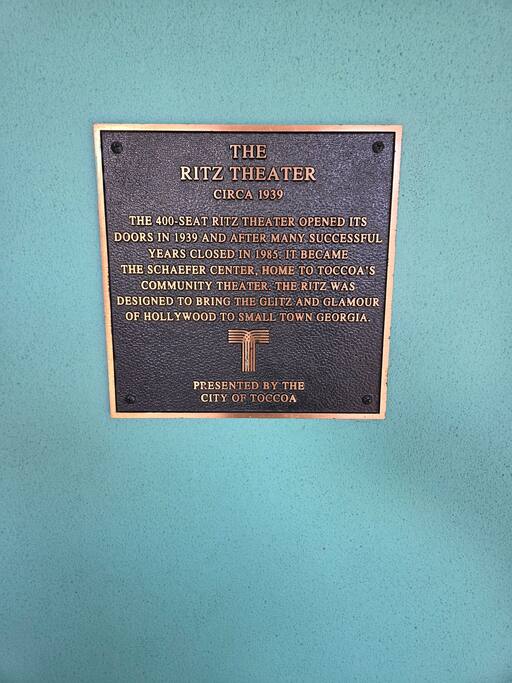 THE
RITZ THEATER
CIRCA 1939
THE 400-SEAT RITZ THEATER OPENED ITS
DOORS IN 1939 AND AFTER MANY SUCCESSFUL
YEARS CLOSED IN 1985. IT BECAME
THE SCHAEFER CENTER, HOME TO TOCCOA'S
COMMUNITY THEATER. THE RITZ WAS
DESIGNED TO BRING THE GLITZ AND GLAMOUR
OF HOLLYWOOD TO SMALL TOWN GEORGIA.
T
PRESENTED BY THE
CITY OF TOCCOA